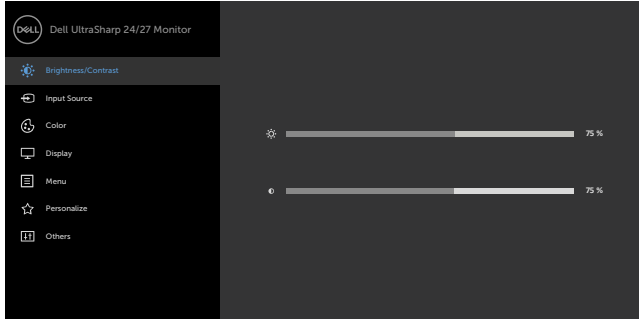 DELL
Dell UltraSharp 24/27 Monitor
Brightness/Contrast
Input Source
Color
75 %
Display
Menu
75 %
Personalize
Others